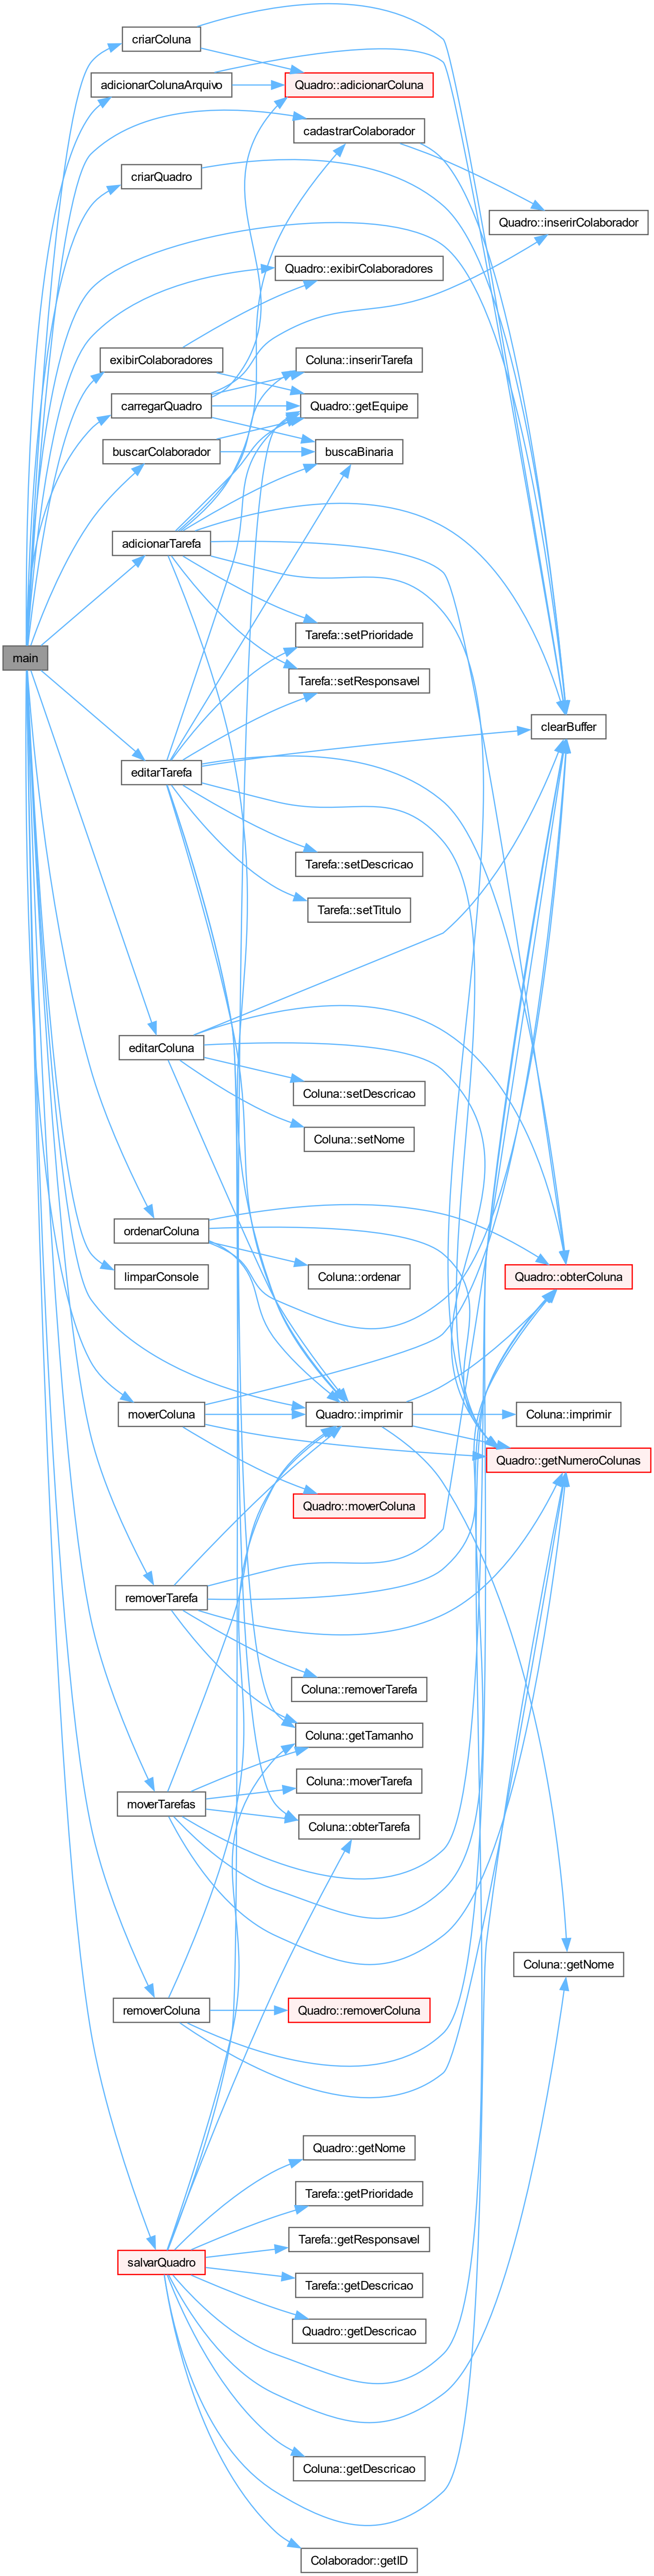 criarColuna
adicionarColunaArquivo
Quadro::adicionarColuna
cadastrarColaborador
criarQuadro
Quadro::inserirColaborador
Quadro::exibirColaboradores
exibirColaboradores
Coluna::inserirTarefa
carregarQuadro
Quadro::getEquipe
buscarColaborador
buscaBinaria
adicionarTarefa
Tarefa::setPrioridade
main
Tarefa::setResponsavel
clearBuffer
editarTarefa
Tarefa::setDescricao
Tarefa::setTitulo
editarColuna
Coluna::setDescricao
Coluna::setNome
ordenarColuna
limparConsole
Coluna::ordenar
Quadro::obterColuna
moverColuna
Quadro::imprimir
Coluna::imprimir
Quadro::getNumeroColunas
Quadro::moverColuna
removerTarefa
Coluna::removerTarefa
Coluna::getTamanho
Coluna::moverTarefa
moverTarefas
Coluna::obterTarefa
Coluna::getNome
removerColuna
Quadro::removerColuna
Quadro::getNome
Tarefa::getPrioridade
Tarefa::getResponsavel
salvarQuadro
Tarefa::getDescricao
Quadro::getDescricao
Coluna::getDescricao
Colaborador::getID